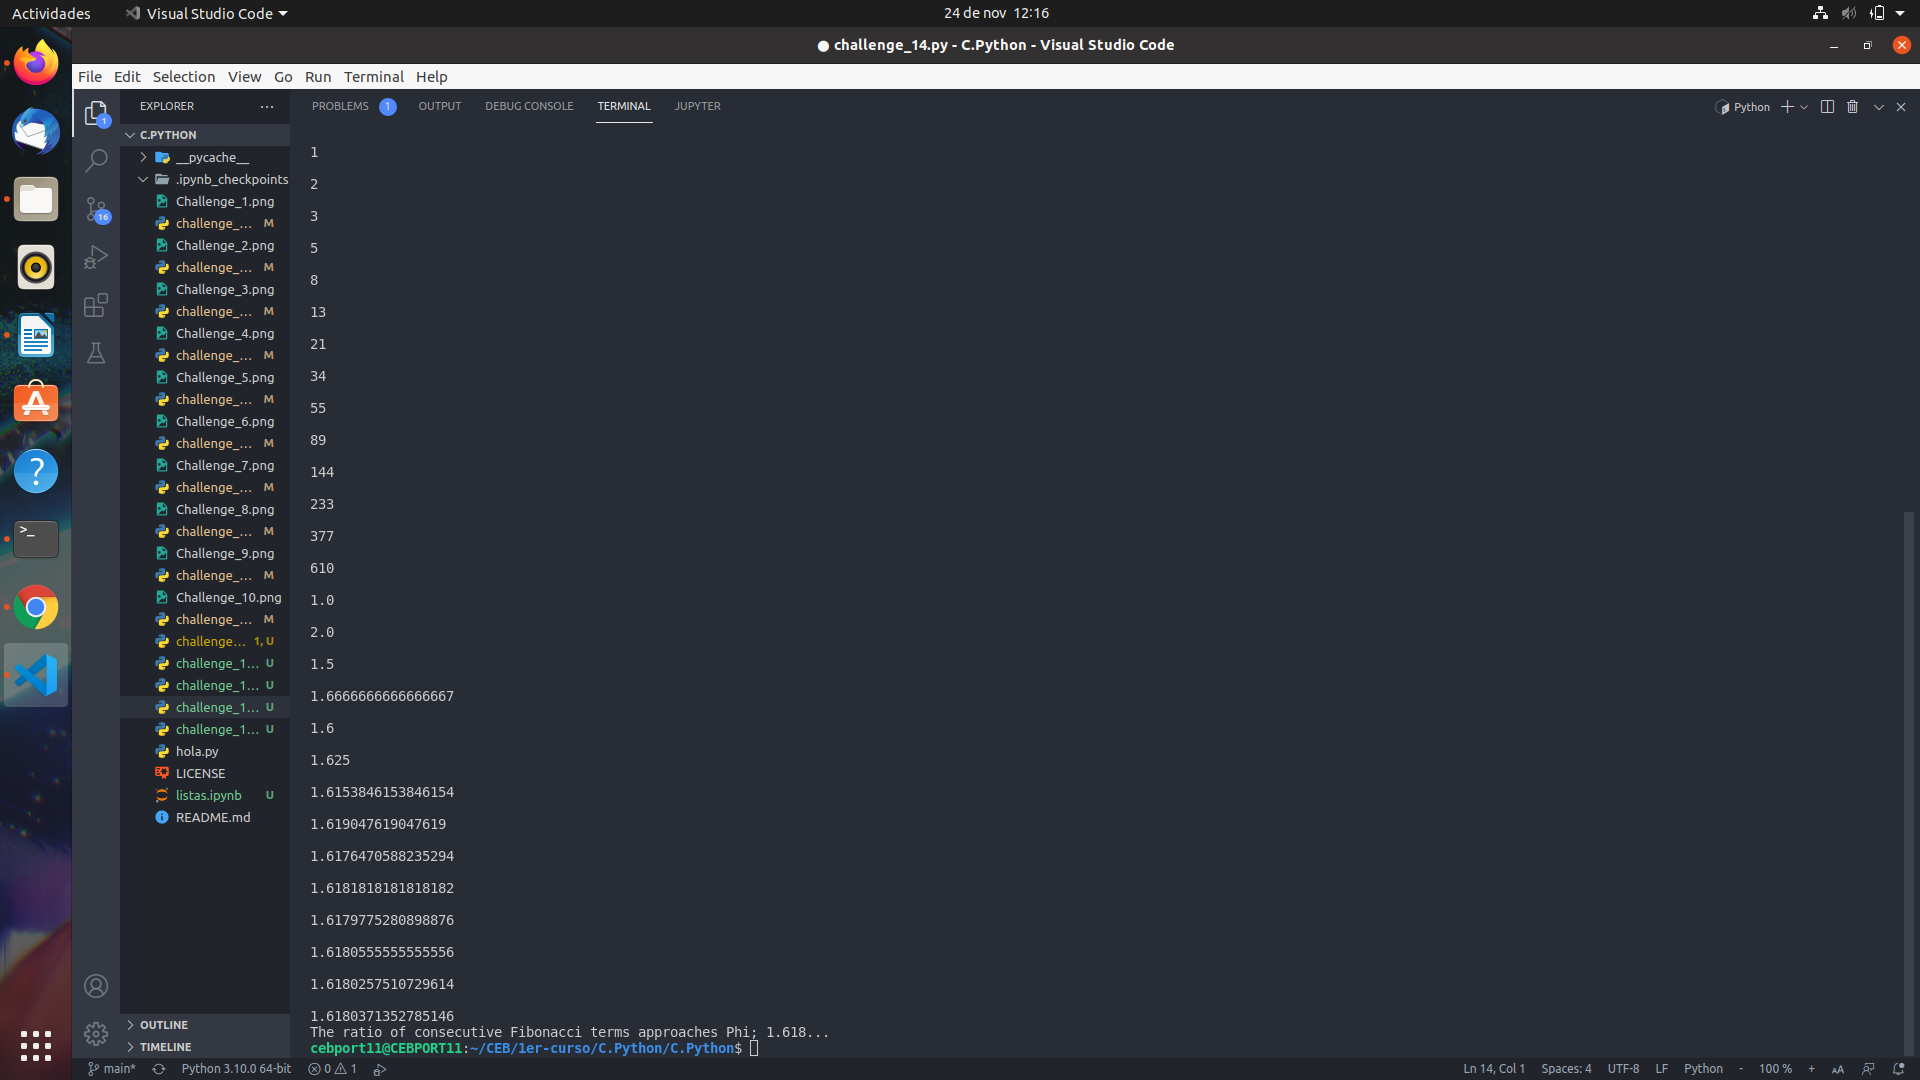 Actividades
Visual Studio Code
24 de nov 12:16
challenge_14.py - C.Python - Visual Studio Code
File Edit Selection View Go Run Terminal Help
EXPLORER
PROBLEMS 1 OUTPUT DEBUG CONSOLE TERMINAL JUPYTER
Python
1
16
C.PYTHON
__pycache__
.ipynb_checkpoints
Challenge_1.png
challenge_... M
Challenge_2.png
challenge_... M
Challenge_3.png
challenge_... M
Challenge_4.png
challenge_... M
Challenge_5.png
challenge_... M
Challenge_6.png
challenge_... M
Challenge_7.png
challenge_... M
Challenge_8.png
challenge_... M
Challenge_9.png
challenge_... M
Challenge_10.png
challenge_... M
challenge... 1, U
challenge_1... U
challenge_1... U
challenge_1... U
challenge_1... U
hola.py
LICENSE
listas.ipynb U
README.md
OUTLINE
TIMELINE
1
2
3
5
8
13
21
34
55
89
144
233
377
610
1.0
2.0
1.5
1.6666666666666667
1.6
1.625
1.6153846153846154
1.619047619047619
1.6176470588235294
1.6181818181818182
1.6179775280898876
1.6180555555555556
1.6180257510729614
1.6180371352785146
The ratio of consecutive Fibonacci terms approaches Phi; 1.618...
cebport11@CEBPORT11:~/CEB/1er-curso/C.Python/C.Python$
main* Python 3.10.0 64-bit 0 1
Ln 14, Col 1 Spaces: 4 UTF-8 LF Python - 100 % + AA